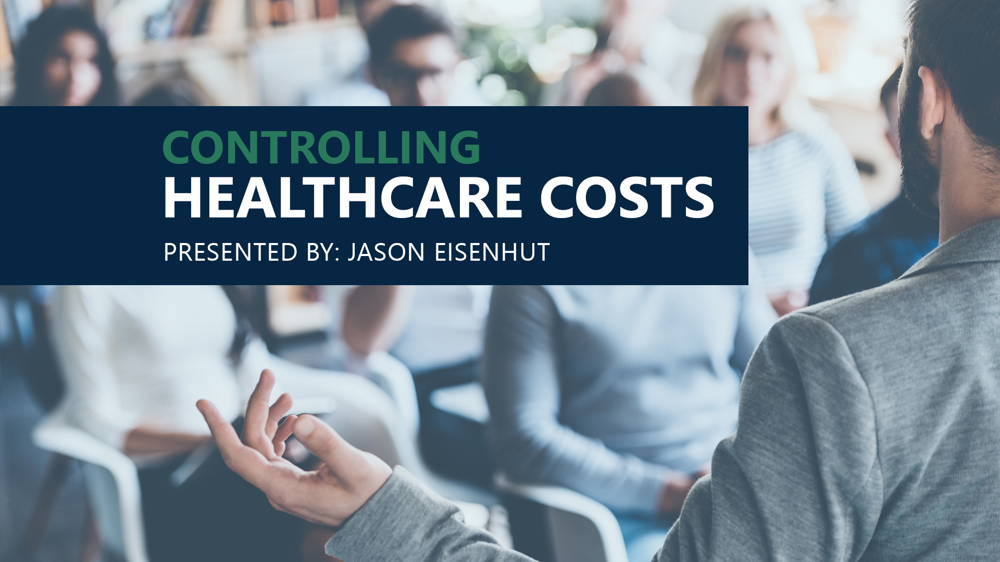 CONTROLLING
HEALTHCARE COSTS
PRESENTED BY: JASON EISENHUT